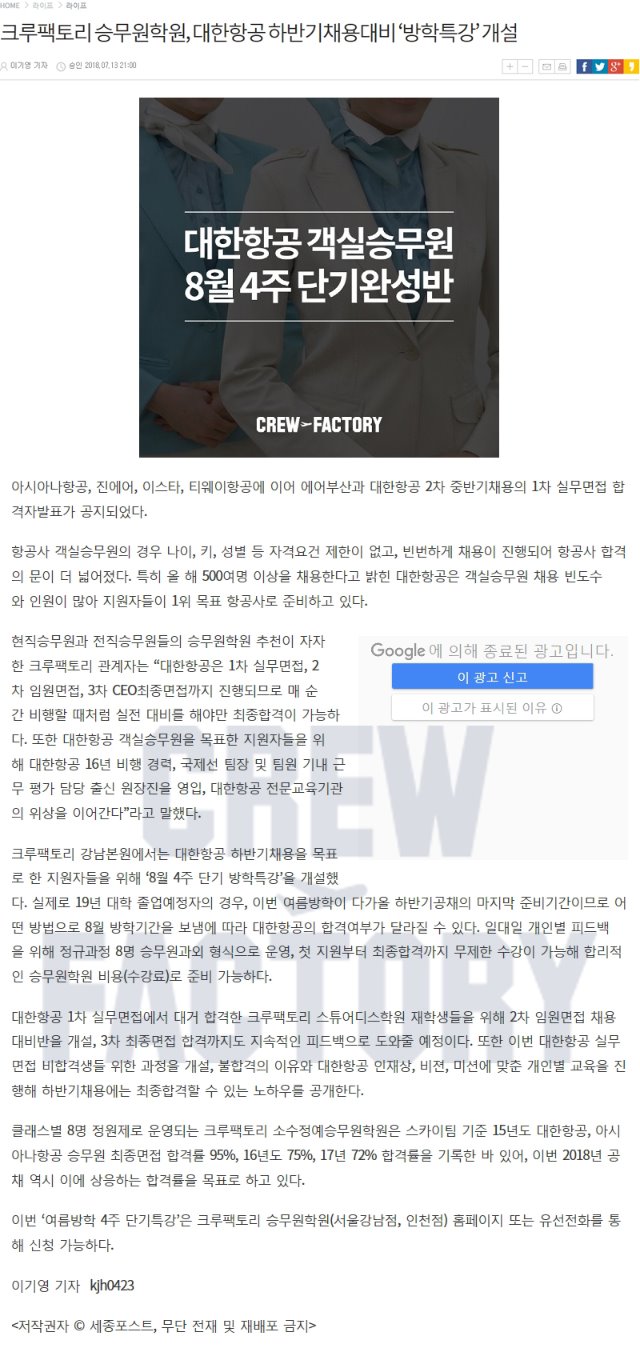 HOME > 라이프 > 라이프
크루팩토리 승무원학원, 대한항공 하반기채용대비 ‘방학특강’ 개설
이기영 기자 승인 2018.07.13 21:00
대한항공 객실승무원
8월 4주 단기완성반
CREW FACTORY
아시아나항공, 진에어, 이스타, 티웨이항공에 이어 에어부산과 대한항공 2차 중반기채용의 1차 실무면접 합
격자발표가 공지되었다.
항공사 객실승무원의 경우 나이, 키, 성별 등 자격요건 제한이 없고, 빈번하게 채용이 진행되어 항공사 합격
의 문이 더 넓어졌다. 특히 올 해 500여명 이상을 채용한다고 밝힌 대한항공은 객실승무원 채용 빈도수
와 인원이 많아 지원자들이 1위 목표 항공사로 준비하고 있다.
현직승무원과 전직승무원들의 승무원학원 추천이 자자
한 크루팩토리 관계자는 “대한항공은 1차 실무면접, 2
차 임원면접, 3차 CEO최종면접까지 진행되므로 매 순
간 비행할 때처럼 실전 대비를 해야만 최종합격이 가능하
다. 또한 대한항공 객실승무원을 목표한 지원자들을 위
해 대한항공 16년 비행 경력, 국제선 팀장 및 팀원 기내 근
무 평가 담당 출신 원장진을 영입, 대한항공 전문교육기관
의 위상을 이어간다”라고 말했다.
Google 에 의해 종료된 광고입니다.
이 광고 신고
이 광고가 표시된 이유
크루팩토리 강남본원에서는 대한항공 하반기채용을 목표
로 한 지원자들을 위해 ‘8월 4주 단기 방학특강’을 개설했
다. 실제로 19년 대학 졸업예정자의 경우, 이번 여름방학이 다가올 하반기공채의 마지막 준비기간이므로 어
떤 방법으로 8월 방학기간을 보냄에 따라 대한항공의 합격여부가 달라질 수 있다. 일대일 개인별 피드백
을 위해 정규과정 8명 승무원과외 형식으로 운영, 첫 지원부터 최종합격까지 무제한 수강이 가능해 합리적
인 승무원학원 비용(수강료)로 준비 가능하다.
대한항공 1차 실무면접에서 대거 합격한 크루팩토리 스튜어디스학원 재학생들을 위해 2차 임원면접 채용
대비반을 개설, 3차 최종면접 합격까지도 지속적인 피드백으로 도와줄 예정이다. 또한 이번 대한항공 실무
면접 비합격생들 위한 과정을 개설, 불합격의 이유와 대한항공 인재상, 비전, 미션에 맞춘 개인별 교육을 진
행해 하반기채용에는 최종합격할 수 있는 노하우를 공개한다.
클래스별 8명 정원제로 운영되는 크루팩토리 소수정예승무원학원은 스카이팀 기준 15년도 대한항공, 아시
아나항공 승무원 최종면접 합격률 95%, 16년도 75%, 17년 72% 합격률을 기록한 바 있어, 이번 2018년 공
채 역시 이에 상응하는 합격률을 목표로 하고 있다.
이번 ‘여름방학 4주 단기특강’은 크루팩토리 승무원학원(서울강남점, 인천점) 홈페이지 또는 유선전화를 통
해 신청 가능하다.
이기영 기자 kjh0423
<저작권자 © 세종포스트, 무단 전재 및 재배포 금지>
CREW
FACTORY